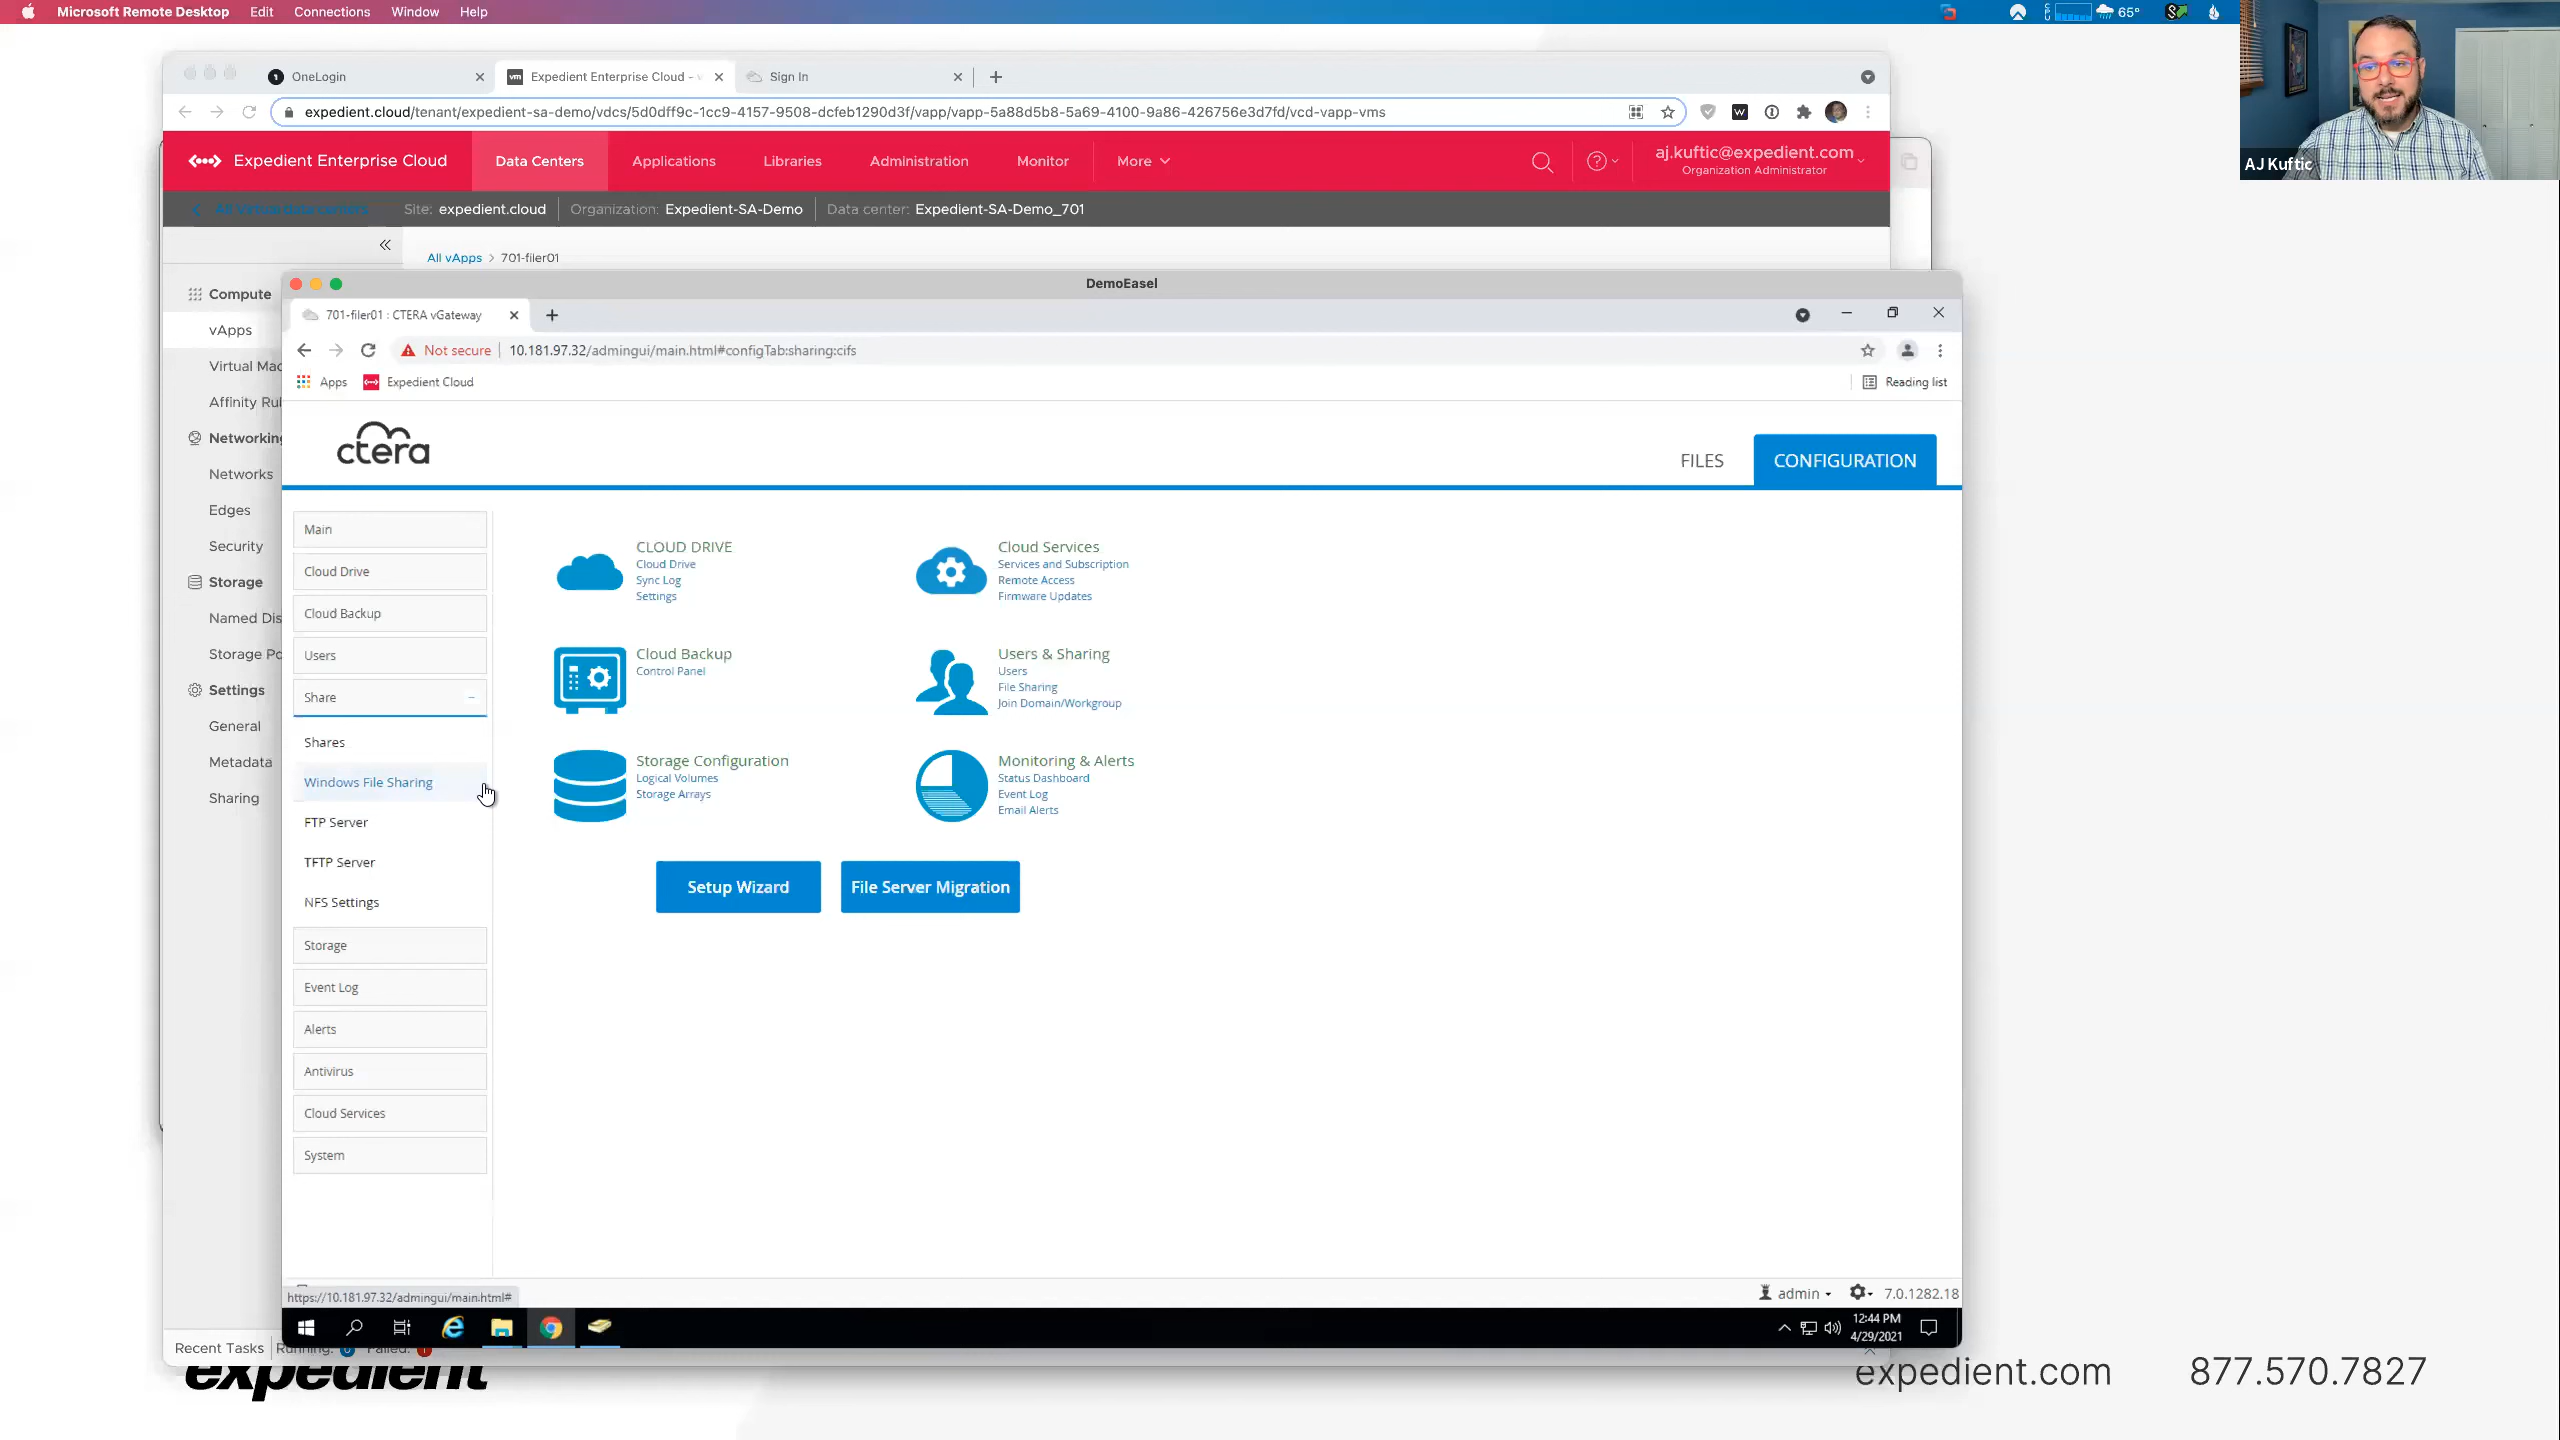 Microsoft Remote Desktop Edit Connections Window Help
65°
OneLogin
Expedient Enterprise Cloud - v
Sign In
expedient.cloud/tenant/expedient-sa-demo/vdcs/5d0dff9c-1cc9-4157-9508-dcfeb1290d3f/vapp/vapp-5a88d5b8-5a69-4100-9a86-426756e3d7fd/vcd-vapp-vms
AJ Kuftic
Expedient Enterprise Cloud
Data Centers
Applications
Libraries
Administration
Monitor
More
aj.kuftic@expedient.com
Organization Administrator
All Virtual data centers
Site: expedient.cloud
Organization: Expedient-SA-Demo
Data center: Expedient-SA-Demo_701
All vApps > 701-filer01
Compute
vApps
Virtual Mac
Affinity Rul
Networking
Networks
Edges
Security
Storage
Named Dis
Storage Po
Settings
General
Metadata
Sharing
DemoEasel
701-filer01 : CTERA vGateway
Not secure
10.181.97.32/admingui/main.html#configTab:sharing:cifs
Apps
Expedient Cloud
Reading list
ctera
FILES
CONFIGURATION
Main
Cloud Drive
Cloud Backup
Users
Share
Shares
Windows File Sharing
FTP Server
TFTP Server
NFS Settings
Storage
Event Log
Alerts
Antivirus
Cloud Services
System
CLOUD DRIVE
Cloud Drive
Sync Log
Settings
Cloud Services
Services and Subscription
Remote Access
Firmware Updates
Cloud Backup
Control Panel
Users & Sharing
Users
File Sharing
Join Domain/Workgroup
Storage Configuration
Logical Volumes
Storage Arrays
Monitoring & Alerts
Status Dashboard
Event Log
Email Alerts
Setup Wizard
File Server Migration
https://10.181.97.32/admingui/main.html#
admin
7.0.1282.18
12:44 PM
4/29/2021
Recent Tasks
Running: 0 Failed: 1
expedient
expedient.com
877.570.7827